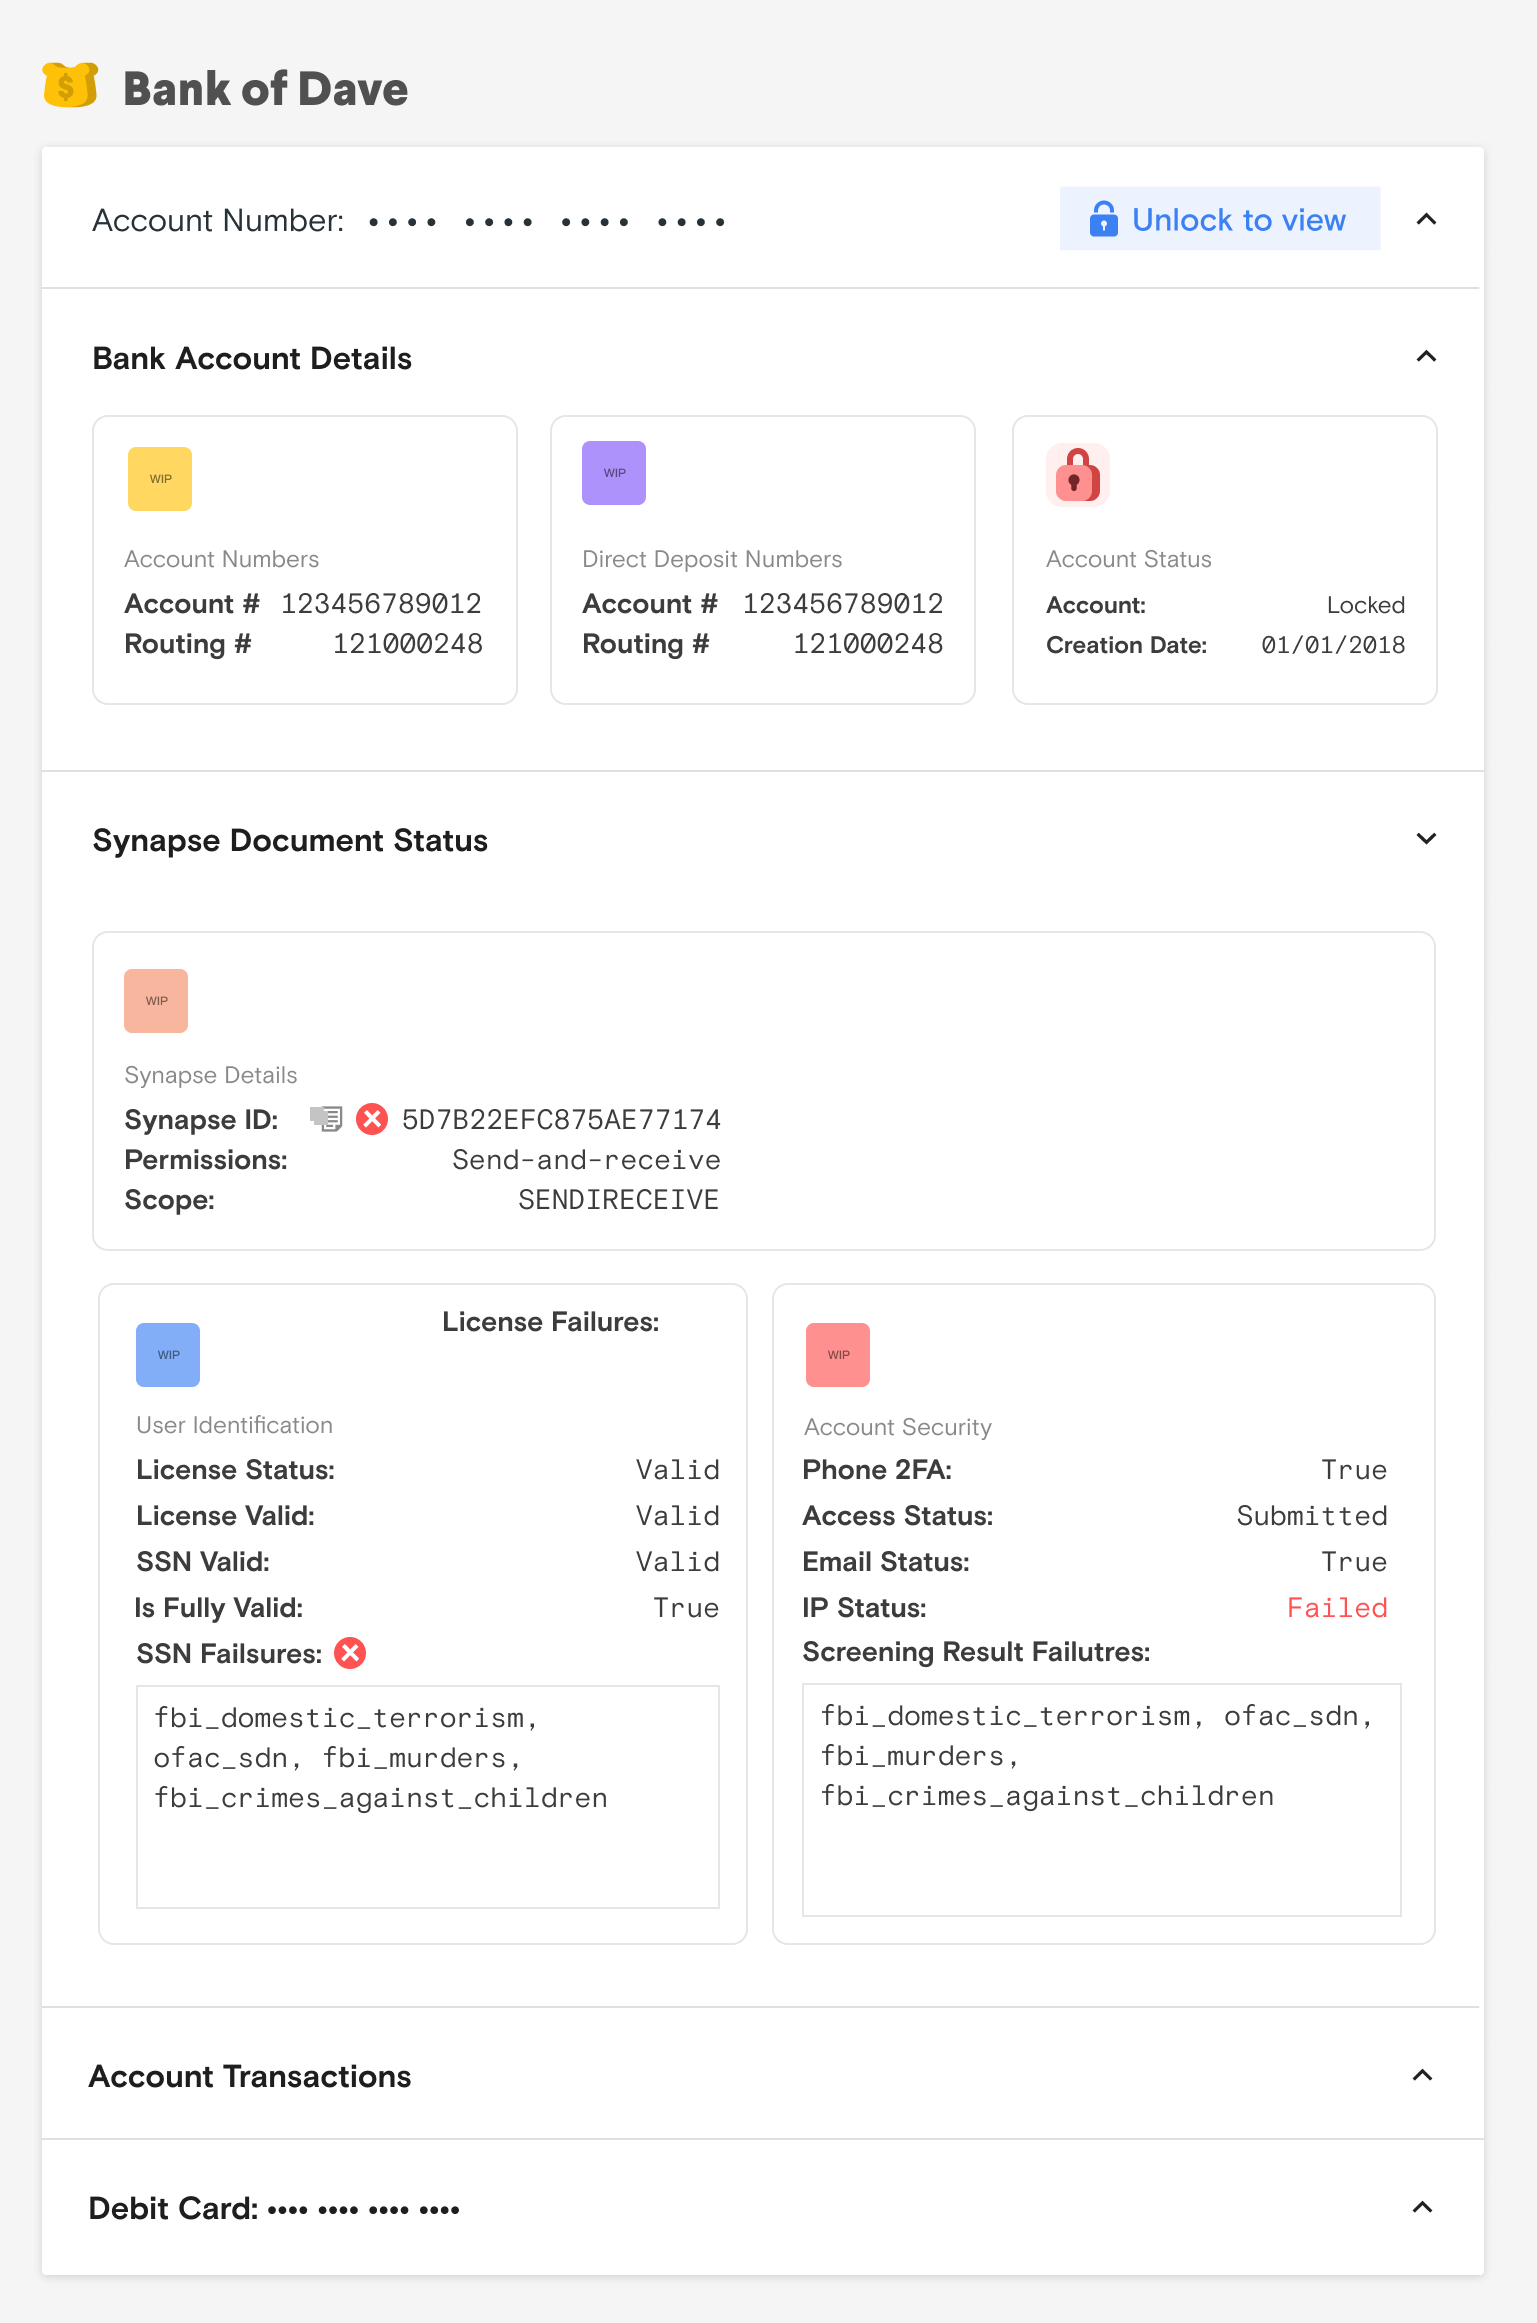 Bank of Dave
Account Number: •••• •••• •••• ••••
Unlock to view
Bank Account Details
WIP
WIP
Account Numbers
Account # 123456789012
Routing # 121000248
Direct Deposit Numbers
Account # 123456789012
Routing # 121000248
Account Status
Account: Locked
Creation Date: 01/01/2018
Synapse Document Status
WIP
Synapse Details
Synapse ID: 5D7B22EFC875AE77174
Permissions: Send-and-receive
Scope: SENDIRECEIVE
License Failures:
WIP
User Identification
License Status: Valid
License Valid: Valid
SSN Valid: Valid
Is Fully Valid: True
SSN Failsures:
fbi_domestic_terrorism,
ofac_sdn, fbi_murders,
fbi_crimes_against_children
WIP
Account Security
Phone 2FA: True
Access Status: Submitted
Email Status: True
IP Status: Failed
Screening Result Failutres:
fbi_domestic_terrorism, ofac_sdn,
fbi_murders,
fbi_crimes_against_children
Account Transactions
Debit Card: •••• •••• •••• ••••